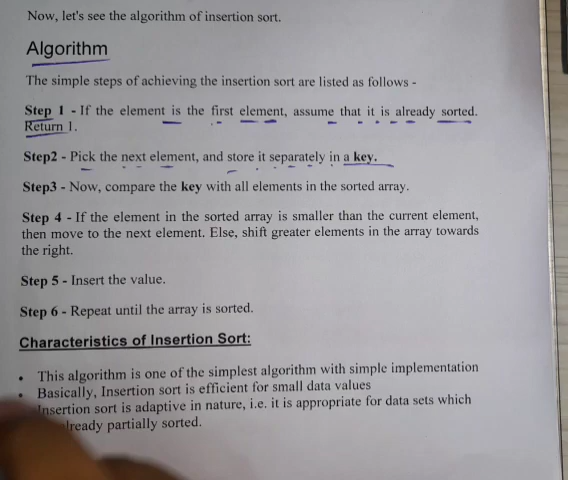 Now, let's see the algorithm of insertion sort.
Algorithm
The simple steps of achieving the insertion sort are listed as follows -
Step 1 - If the element is the first element, assume that it is already sorted.
Return 1.
Step2 - Pick the next element, and store it separately in a key.
Step3 - Now, compare the key with all elements in the sorted array.
Step 4 - If the element in the sorted array is smaller than the current element,
then move to the next element. Else, shift greater elements in the array towards
the right.
Step 5 - Insert the value.
Step 6 - Repeat until the array is sorted.
Characteristics of Insertion Sort:
• This algorithm is one of the simplest algorithm with simple implementation
• Basically, Insertion sort is efficient for small data values
Insertion sort is adaptive in nature, i.e. it is appropriate for data sets which
already partially sorted.